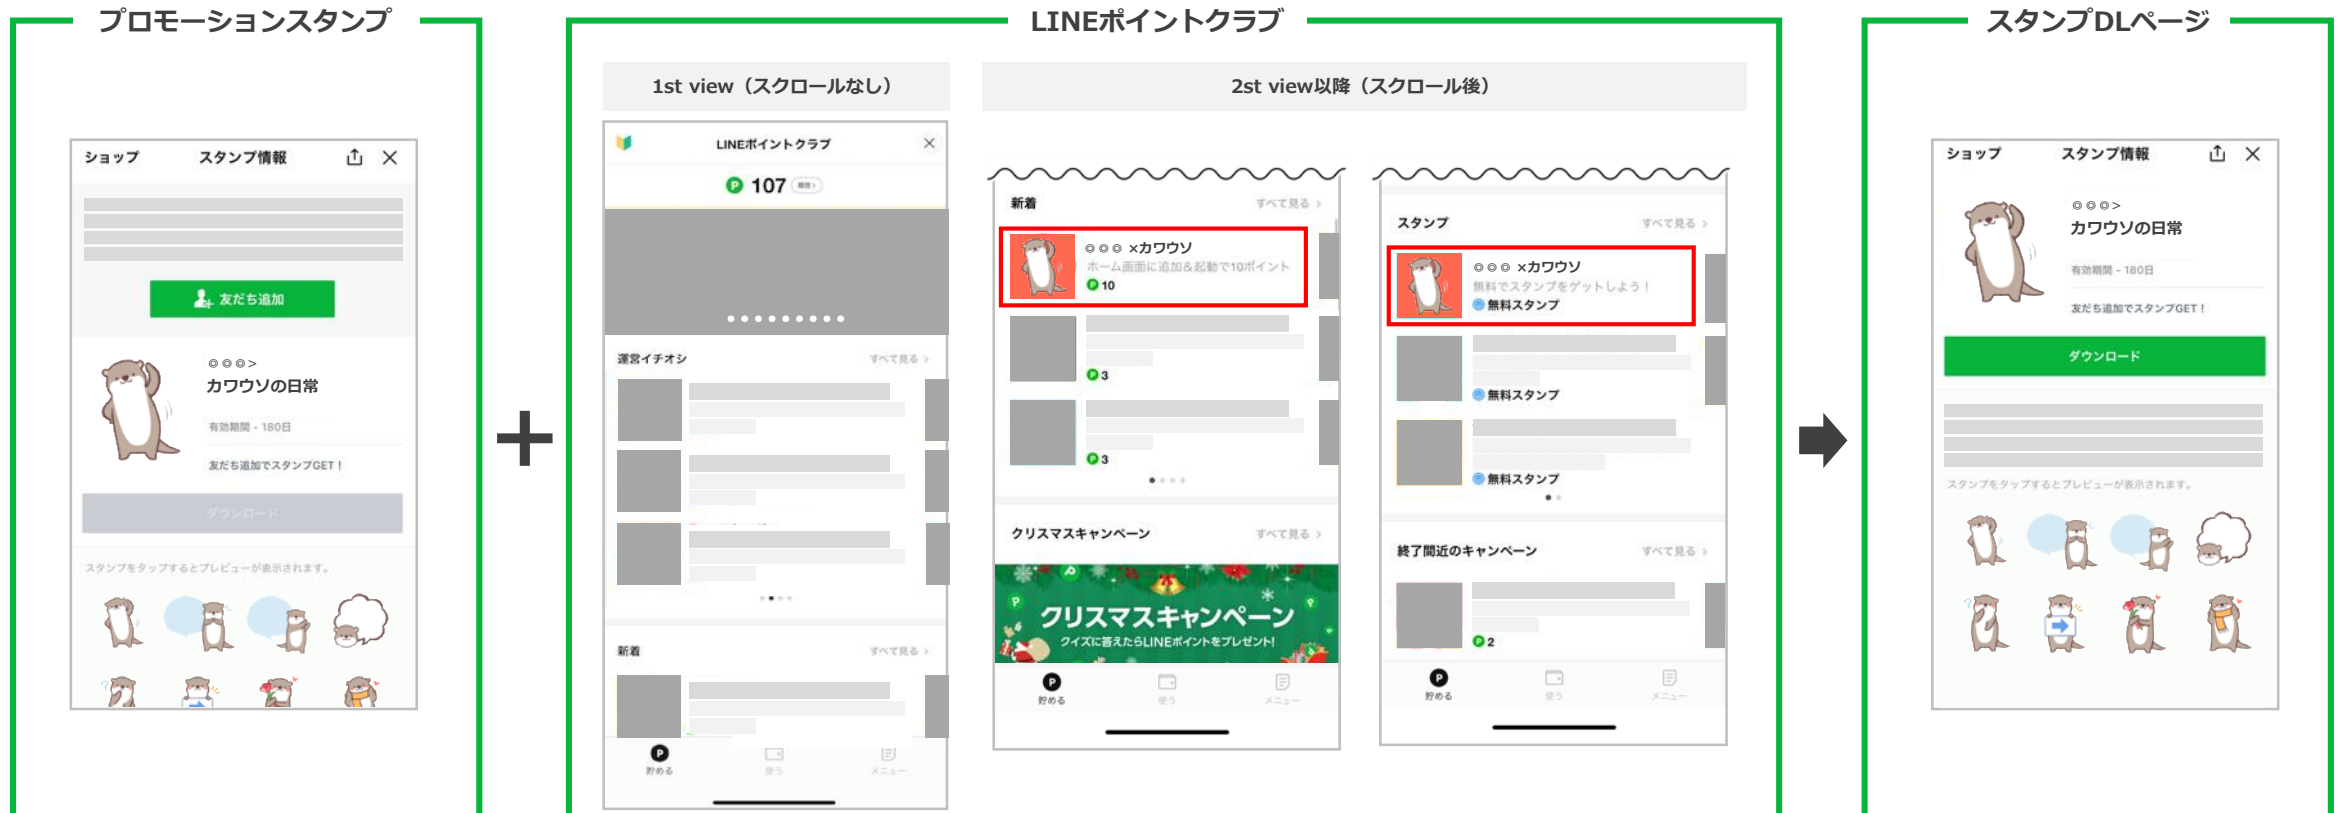 プロモーションスタンプ
ショップ
スタンプ情報
友だち追加
◎◎◎>
カワウソの日常
有効期間 - 180日
友だち追加でスタンプGET！
ダウンロード
スタンプをタップするとプレビューが表示されます。
LINEポイントクラブ
1st view（スクロールなし）
LINEポイントクラブ
P 107
運営イチオシ
すべて見る >
新着
すべて見る >
貯める
使う
メニュー
2st view以降（スクロール後）
新着
すべて見る >
◎◎◎ ×カワウソ
ホーム画面に追加＆起動で10ポイント
P 10
P 3
P 3
クリスマスキャンペーン
すべて見る >
クリスマスキャンペーン
クイズに答えたらLINEポイントをプレゼント!
P
貯める
使う
メニュー
スタンプ
すべて見る >
◎◎◎ ×カワウソ
無料でスタンプをゲットしよう！
無料スタンプ
無料スタンプ
無料スタンプ
終了間近のキャンペーン
すべて見る >
P 2
P
貯める
使う
メニュー
スタンプDLページ
ショップ
スタンプ情報
◎◎◎>
カワウソの日常
有効期間 - 180日
友だち追加でスタンプGET！
ダウンロード
スタンプをタップするとプレビューが表示されます。